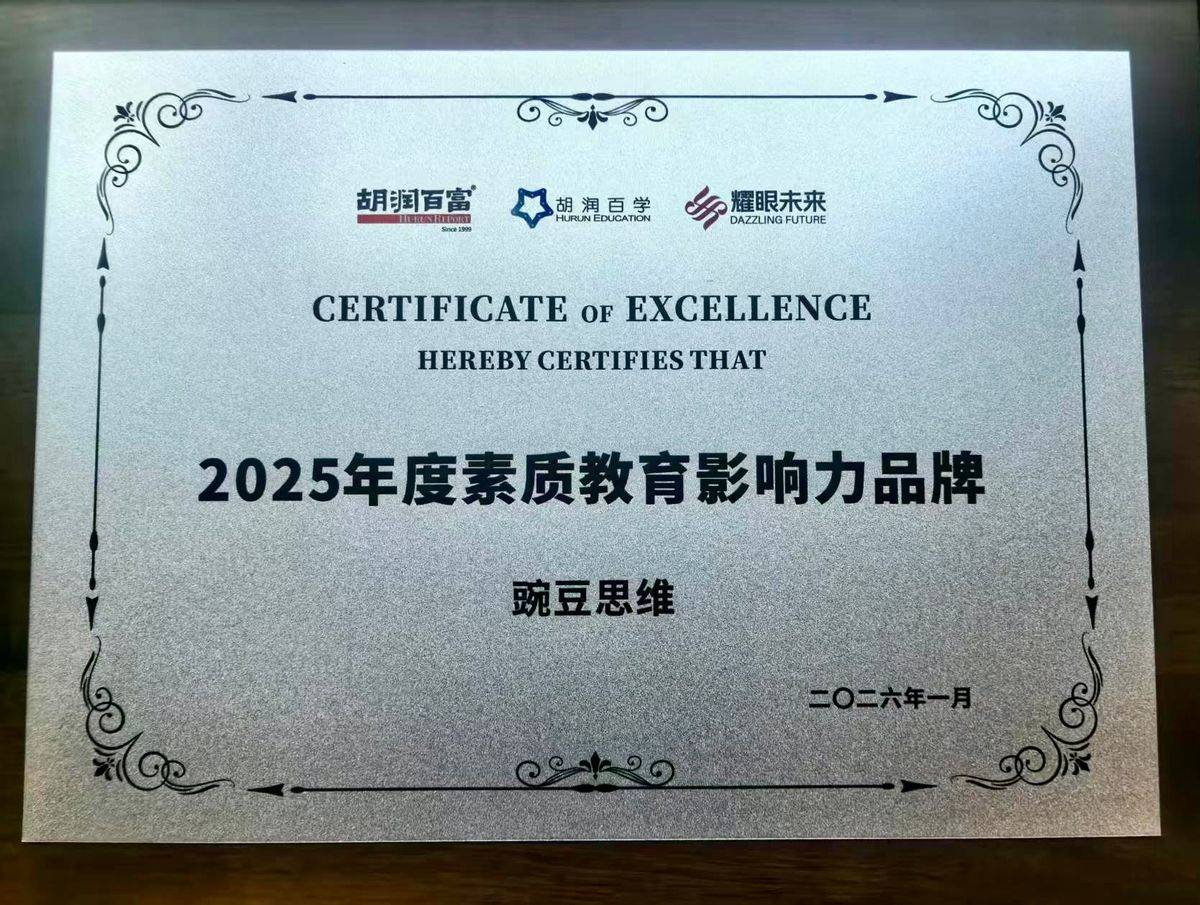 胡润百富 胡润百学 耀眼未来
HURUN REPORT HURUN EDUCATION DAZZLING FUTURE
Since 1999
CERTIFICATE OF EXCELLENCE
HEREBY CERTIFIES THAT
2025年度素质教育影响力品牌
豌豆思维
二〇二六年一月